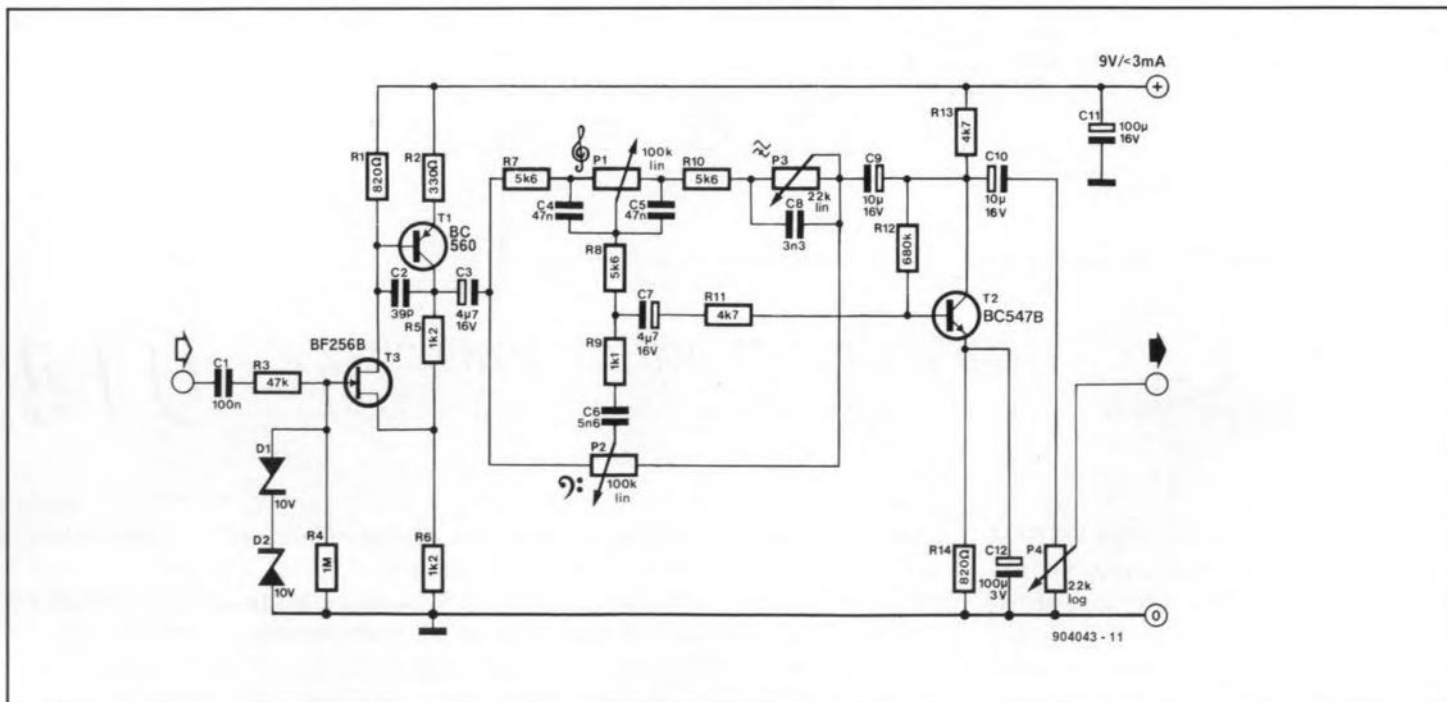 9V/<3mA
+
R1
820Ω
R2
330Ω
T1
BC
560
C2
39P
C3
4µ7
16V
R5
1k2
BF256B
T3
C1
100n
R3
47k
D1
10V
D2
10V
R4
1M
R6
1k2
R7
5k6
P1
100k
lin
C4
47n
C5
47n
R10
5k6
P3
22k
lin
C8
3n3
R8
5k6
C7
4µ7
16V
R11
4k7
R9
1k1
C6
5n6
P2
100k
lin
C9
10µ
16V
R12
680k
R13
4k7
C10
10µ
16V
C11
100µ
16V
T2
BC547B
R14
820Ω
C12
100µ
3V
P4
22k
log
0
904043 - 11